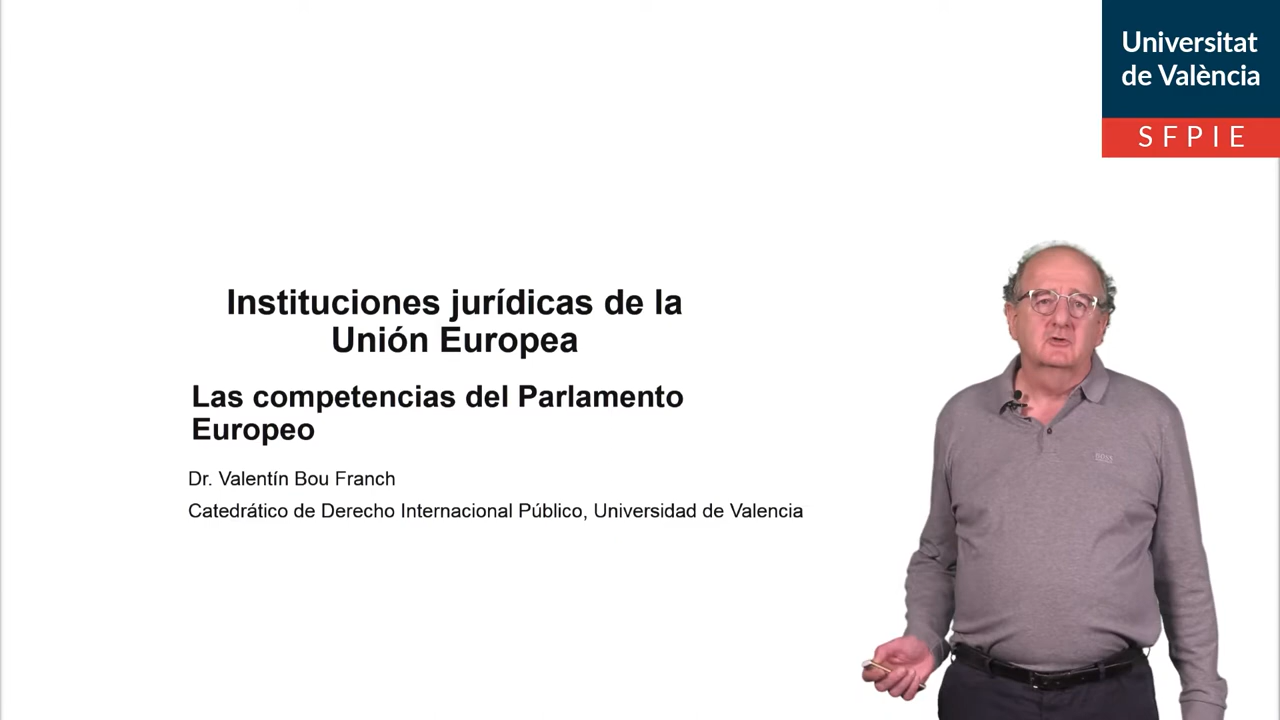 Universitat
de València
SFPIE
Instituciones jurídicas de la
Unión Europea
Las competencias del Parlamento
Europeo
Dr. Valentín Bou Franch
Catedrático de Derecho Internacional Público, Universidad de Valencia